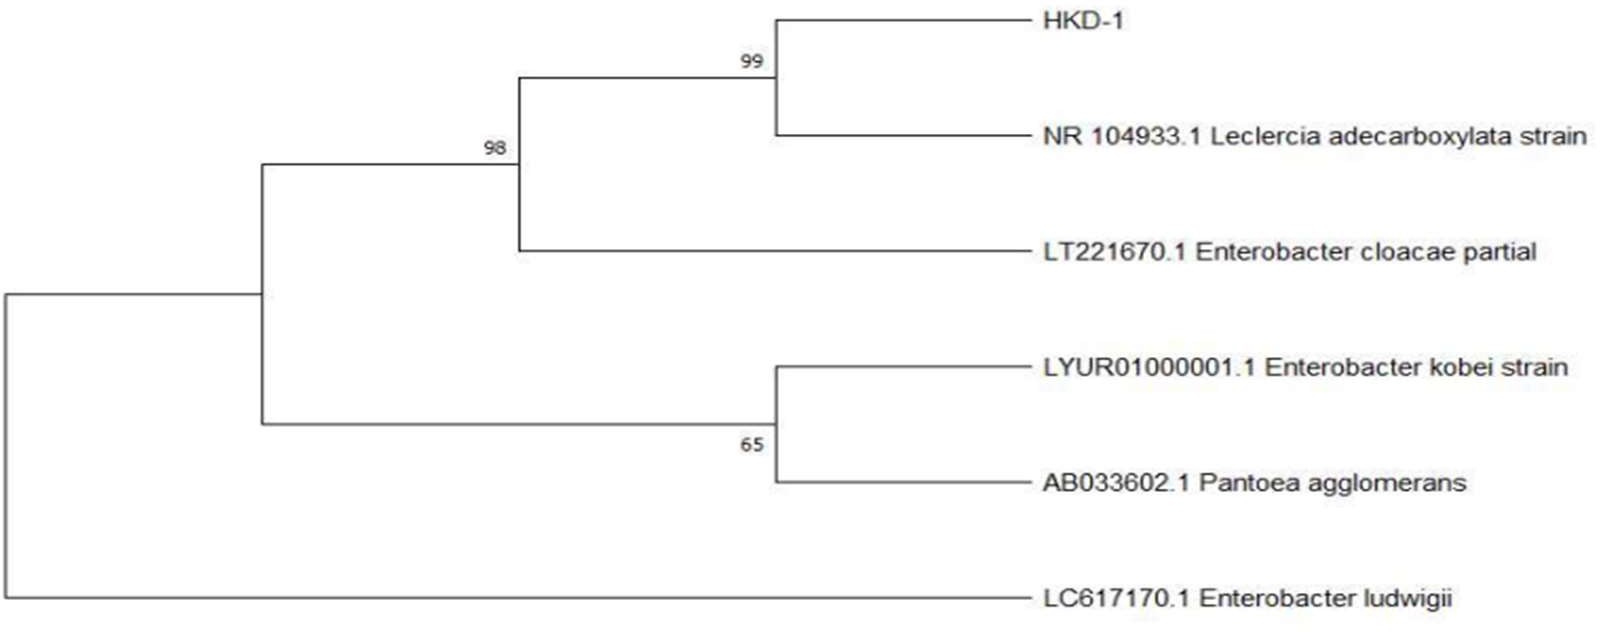 HKD-1
99
NR 104933.1 Leclercia adecarboxylata strain
98
LT221670.1 Enterobacter cloacae partial
LYUR01000001.1 Enterobacter kobei strain
65
AB033602.1 Pantoea agglomerans
LC617170.1 Enterobacter ludwigii